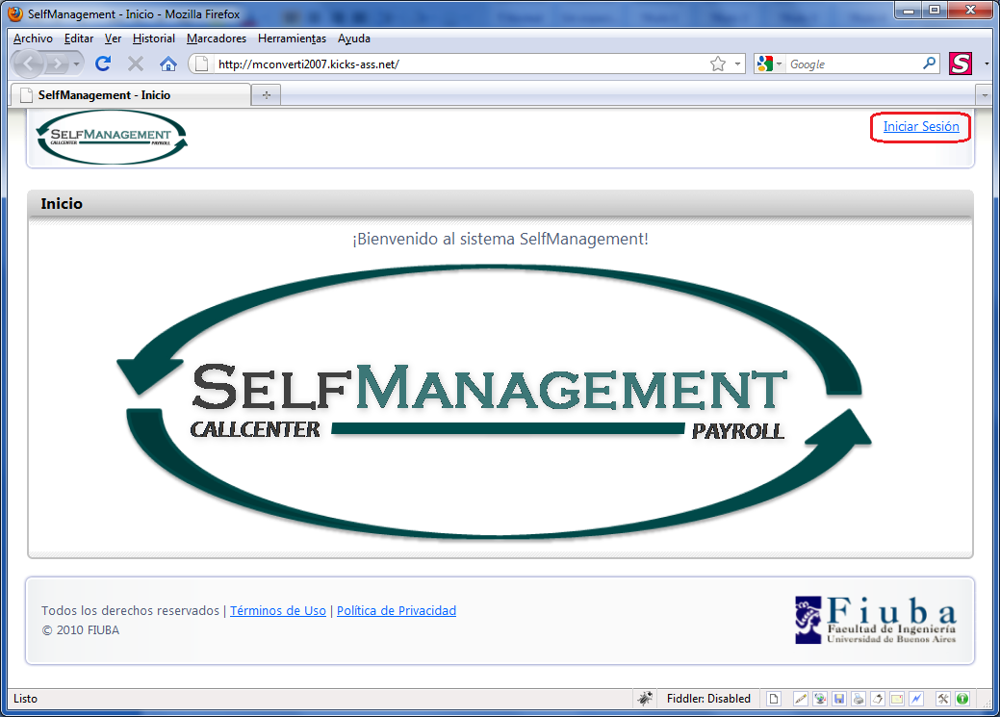 SelfManagement - Inicio - Mozilla Firefox
Archivo Editar Ver Historial Marcadores Herramientas Ayuda
http://mconverti2007.kicks-ass.net/
Google
S
SelfManagement - Inicio
SELFMANAGEMENT
CALLCENTER PAYROLL
Iniciar Sesión
Inicio
¡Bienvenido al sistema SelfManagement!
SELFMANAGEMENT
CALLCENTER PAYROLL
Todos los derechos reservados | Términos de Uso | Política de Privacidad
© 2010 FIUBA
Fiuba
Facultad de Ingeniería
Universidad de Buenos Aires
Listo
Fiddler: Disabled